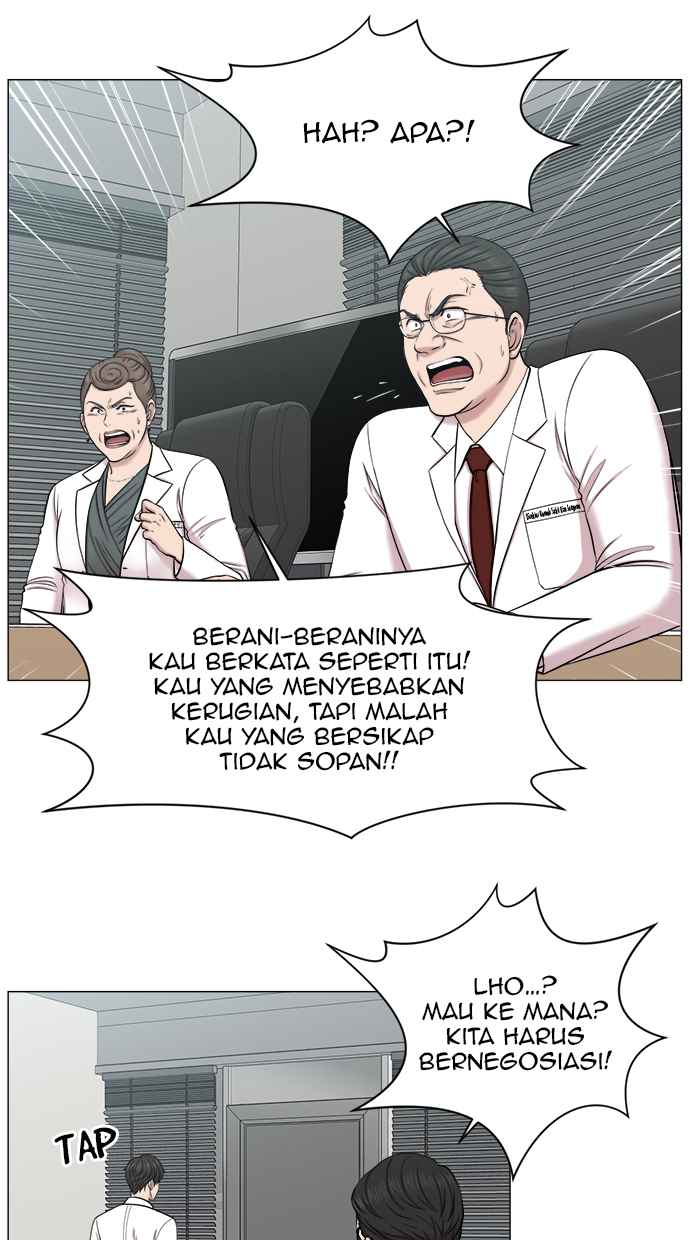 HAH? APA?!
BERANI-BERANINYA
KAU BERKATA SEPERTI ITU!
KAU YANG MENYEBABKAN
KERUGIAN, TAPI MALAH
KAU YANG BERSIKAP
TIDAK SOPAN!!
LHO...?
MAU KE MANA?
KITA HARUS
BERNEGOSIASI!
TAP